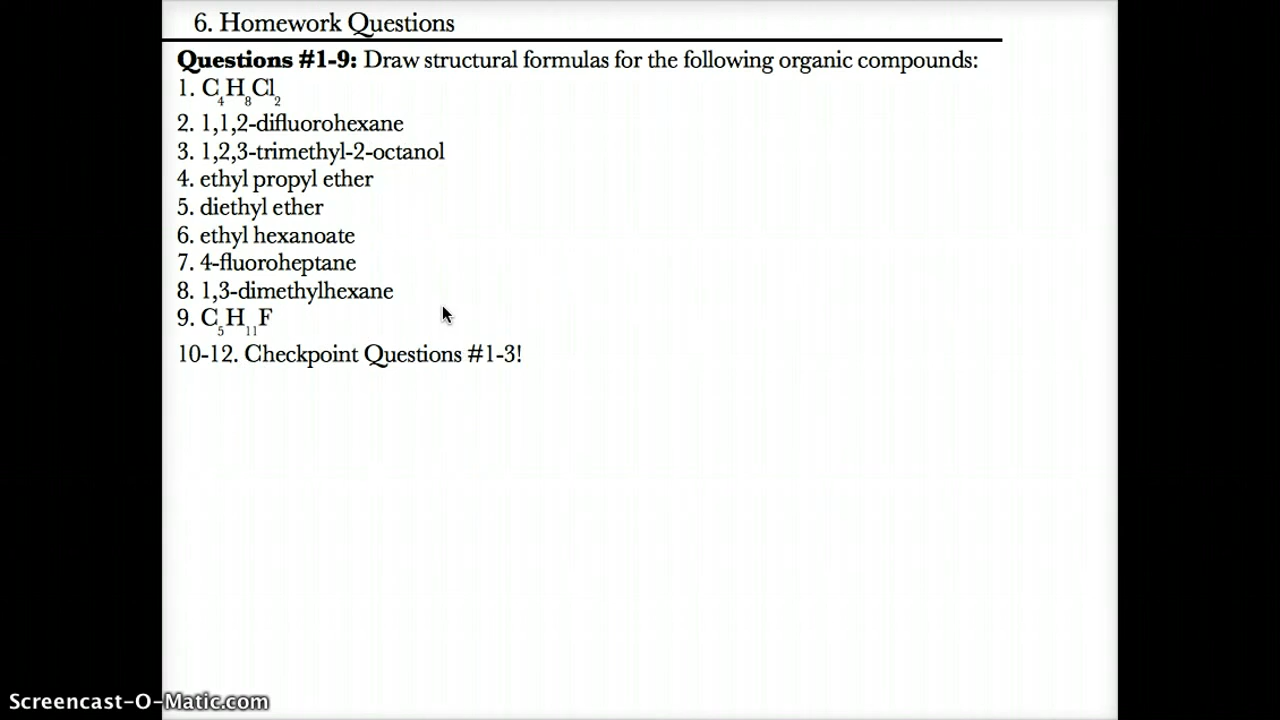 6. Homework Questions
Questions #1-9: Draw structural formulas for the following organic compounds:
1. C₄H₈Cl₂
2. 1,1,2-difluorohexane
3. 1,2,3-trimethyl-2-octanol
4. ethyl propyl ether
5. diethyl ether
6. ethyl hexanoate
7. 4-fluoroheptane
8. 1,3-dimethylhexane
9. C₅H₁₁F
10-12. Checkpoint Questions #1-3!
Screencast-O-Matic.com